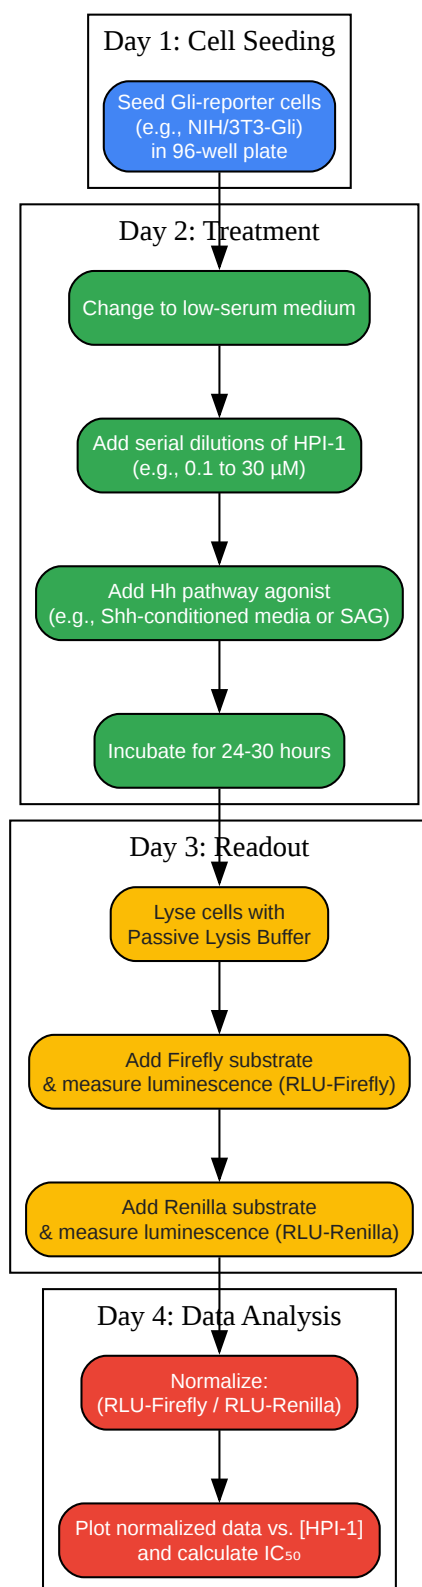 Day 1: Cell Seeding
Seed Gli-reporter cells
(e.g., NIH/3T3-Gli)
in 96-well plate
Day 2: Treatment
Change to low-serum medium
Add serial dilutions of HPI-1
(e.g., 0.1 to 30 µM)
Add Hh pathway agonist
(e.g., Shh-conditioned media or SAG)
Incubate for 24-30 hours
Day 3: Readout
Lyse cells with
Passive Lysis Buffer
Add Firefly substrate
& measure luminescence (RLU-Firefly)
Add Renilla substrate
& measure luminescence (RLU-Renilla)
Day 4: Data Analysis
Normalize:
(RLU-Firefly / RLU-Renilla)
Plot normalized data vs. [HPI-1]
and calculate IC₅₀